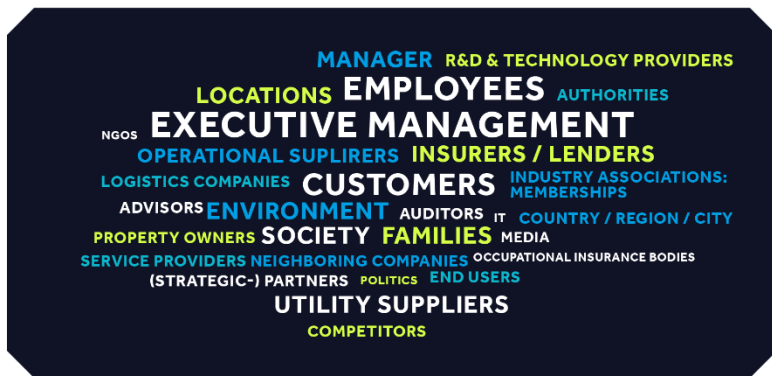 MANAGER R&D & TECHNOLOGY PROVIDERS
LOCATIONS EMPLOYEES AUTHORITIES
NGOS EXECUTIVE MANAGEMENT
OPERATIONAL SUPLIRERS INSURERS / LENDERS
LOGISTICS COMPANIES CUSTOMERS INDUSTRY ASSOCIATIONS:
MEMBERSHIPS
ADVISORS ENVIRONMENT AUDITORS IT COUNTRY / REGION / CITY
PROPERTY OWNERS SOCIETY FAMILIES MEDIA
SERVICE PROVIDERS NEIGHBORING COMPANIES OCCUPATIONAL INSURANCE BODIES
(STRATEGIC-) PARTNERS POLITICS END USERS
UTILITY SUPPLIERS
COMPETITORS